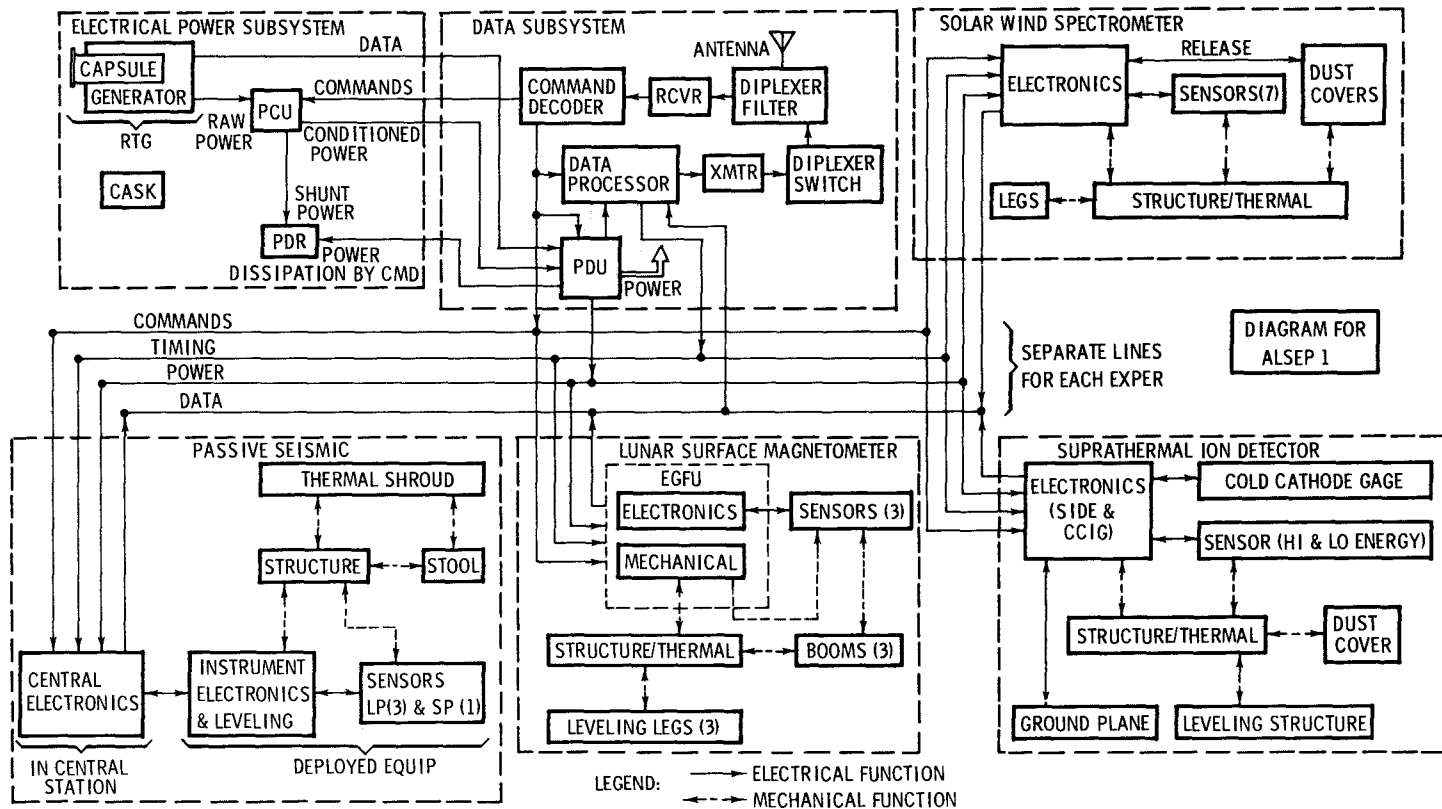 ELECTRICAL POWER SUBSYSTEM
CAPSULE
GENERATOR
RTG
RAW
POWER
PCU
DATA
COMMANDS
CONDITIONED
POWER
CASK
SHUNT
POWER
PDR
POWER
DISSIPATION BY CMD
DATA SUBSYSTEM
ANTENNA
COMMAND
DECODER
RCVR
DIPLEXER
FILTER
DATA
PROCESSOR
XMTR
DIPLEXER
SWITCH
PDU
POWER
SOLAR WIND SPECTROMETER
ELECTRONICS
RELEASE
DUST
COVERS
SENSORS(7)
LEGS
STRUCTURE/THERMAL
COMMANDS
TIMING
POWER
DATA
SEPARATE LINES
FOR EACH EXPER
DIAGRAM FOR
ALSEP 1
PASSIVE SEISMIC
THERMAL SHROUD
STRUCTURE
STOOL
CENTRAL
ELECTRONICS
INSTRUMENT
ELECTRONICS
& LEVELING
SENSORS
LP(3) & SP (1)
IN CENTRAL
STATION
DEPLOYED EQUIP
LUNAR SURFACE MAGNETOMETER
EGFU
ELECTRONICS
SENSORS (3)
MECHANICAL
STRUCTURE/THERMAL
BOOMS (3)
LEVELING LEGS (3)
SUPRATHERMAL ION DETECTOR
ELECTRONICS
(SIDE &
CCIG)
COLD CATHODE GAGE
SENSOR (HI & LO ENERGY)
STRUCTURE/THERMAL
DUST
COVER
GROUND PLANE
LEVELING STRUCTURE
LEGEND:
ELECTRICAL FUNCTION
MECHANICAL FUNCTION